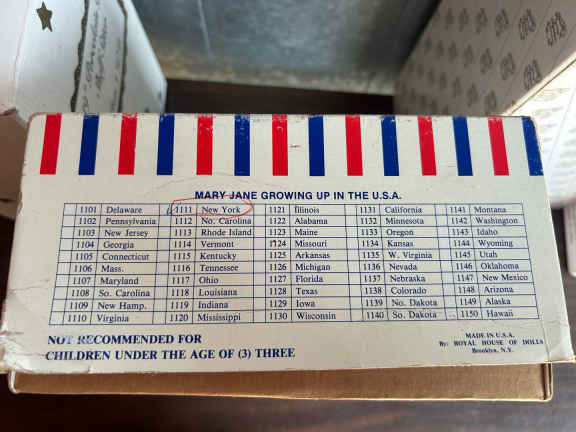 MARY JANE GROWING UP IN THE U.S.A.
1101 Delaware 1111 New York 1121 Illinois 1131 California 1141 Montana
1102 Pennsylvania 1112 No. Carolina 1122 Alabama 1132 Minnesota 1142 Washington
1103 New Jersey 1113 Rhode Island 1123 Maine 1133 Oregon 1143 Idaho
1104 Georgia 1114 Vermont 1124 Missouri 1134 Kansas 1144 Wyoming
1105 Connecticut 1115 Kentucky 1125 Arkansas 1135 W. Virginia 1145 Utah
1106 Mass. 1116 Tennessee 1126 Michigan 1136 Nevada 1146 Oklahoma
1107 Maryland 1117 Ohio 1127 Florida 1137 Nebraska 1147 New Mexico
1108 So. Carolina 1118 Louisiana 1128 Texas 1138 Colorado 1148 Arizona
1109 New Hamp. 1119 Indiana 1129 Iowa 1139 No. Dakota 1149 Alaska
1110 Virginia 1120 Mississippi 1130 Wisconsin 1140 So. Dakota 1150 Hawaii
NOT RECOMMENDED FOR
CHILDREN UNDER THE AGE OF (3) THREE
MADE IN U.S.A.
By: ROYAL HOUSE OF DOLLS
Brooklyn, N.Y.